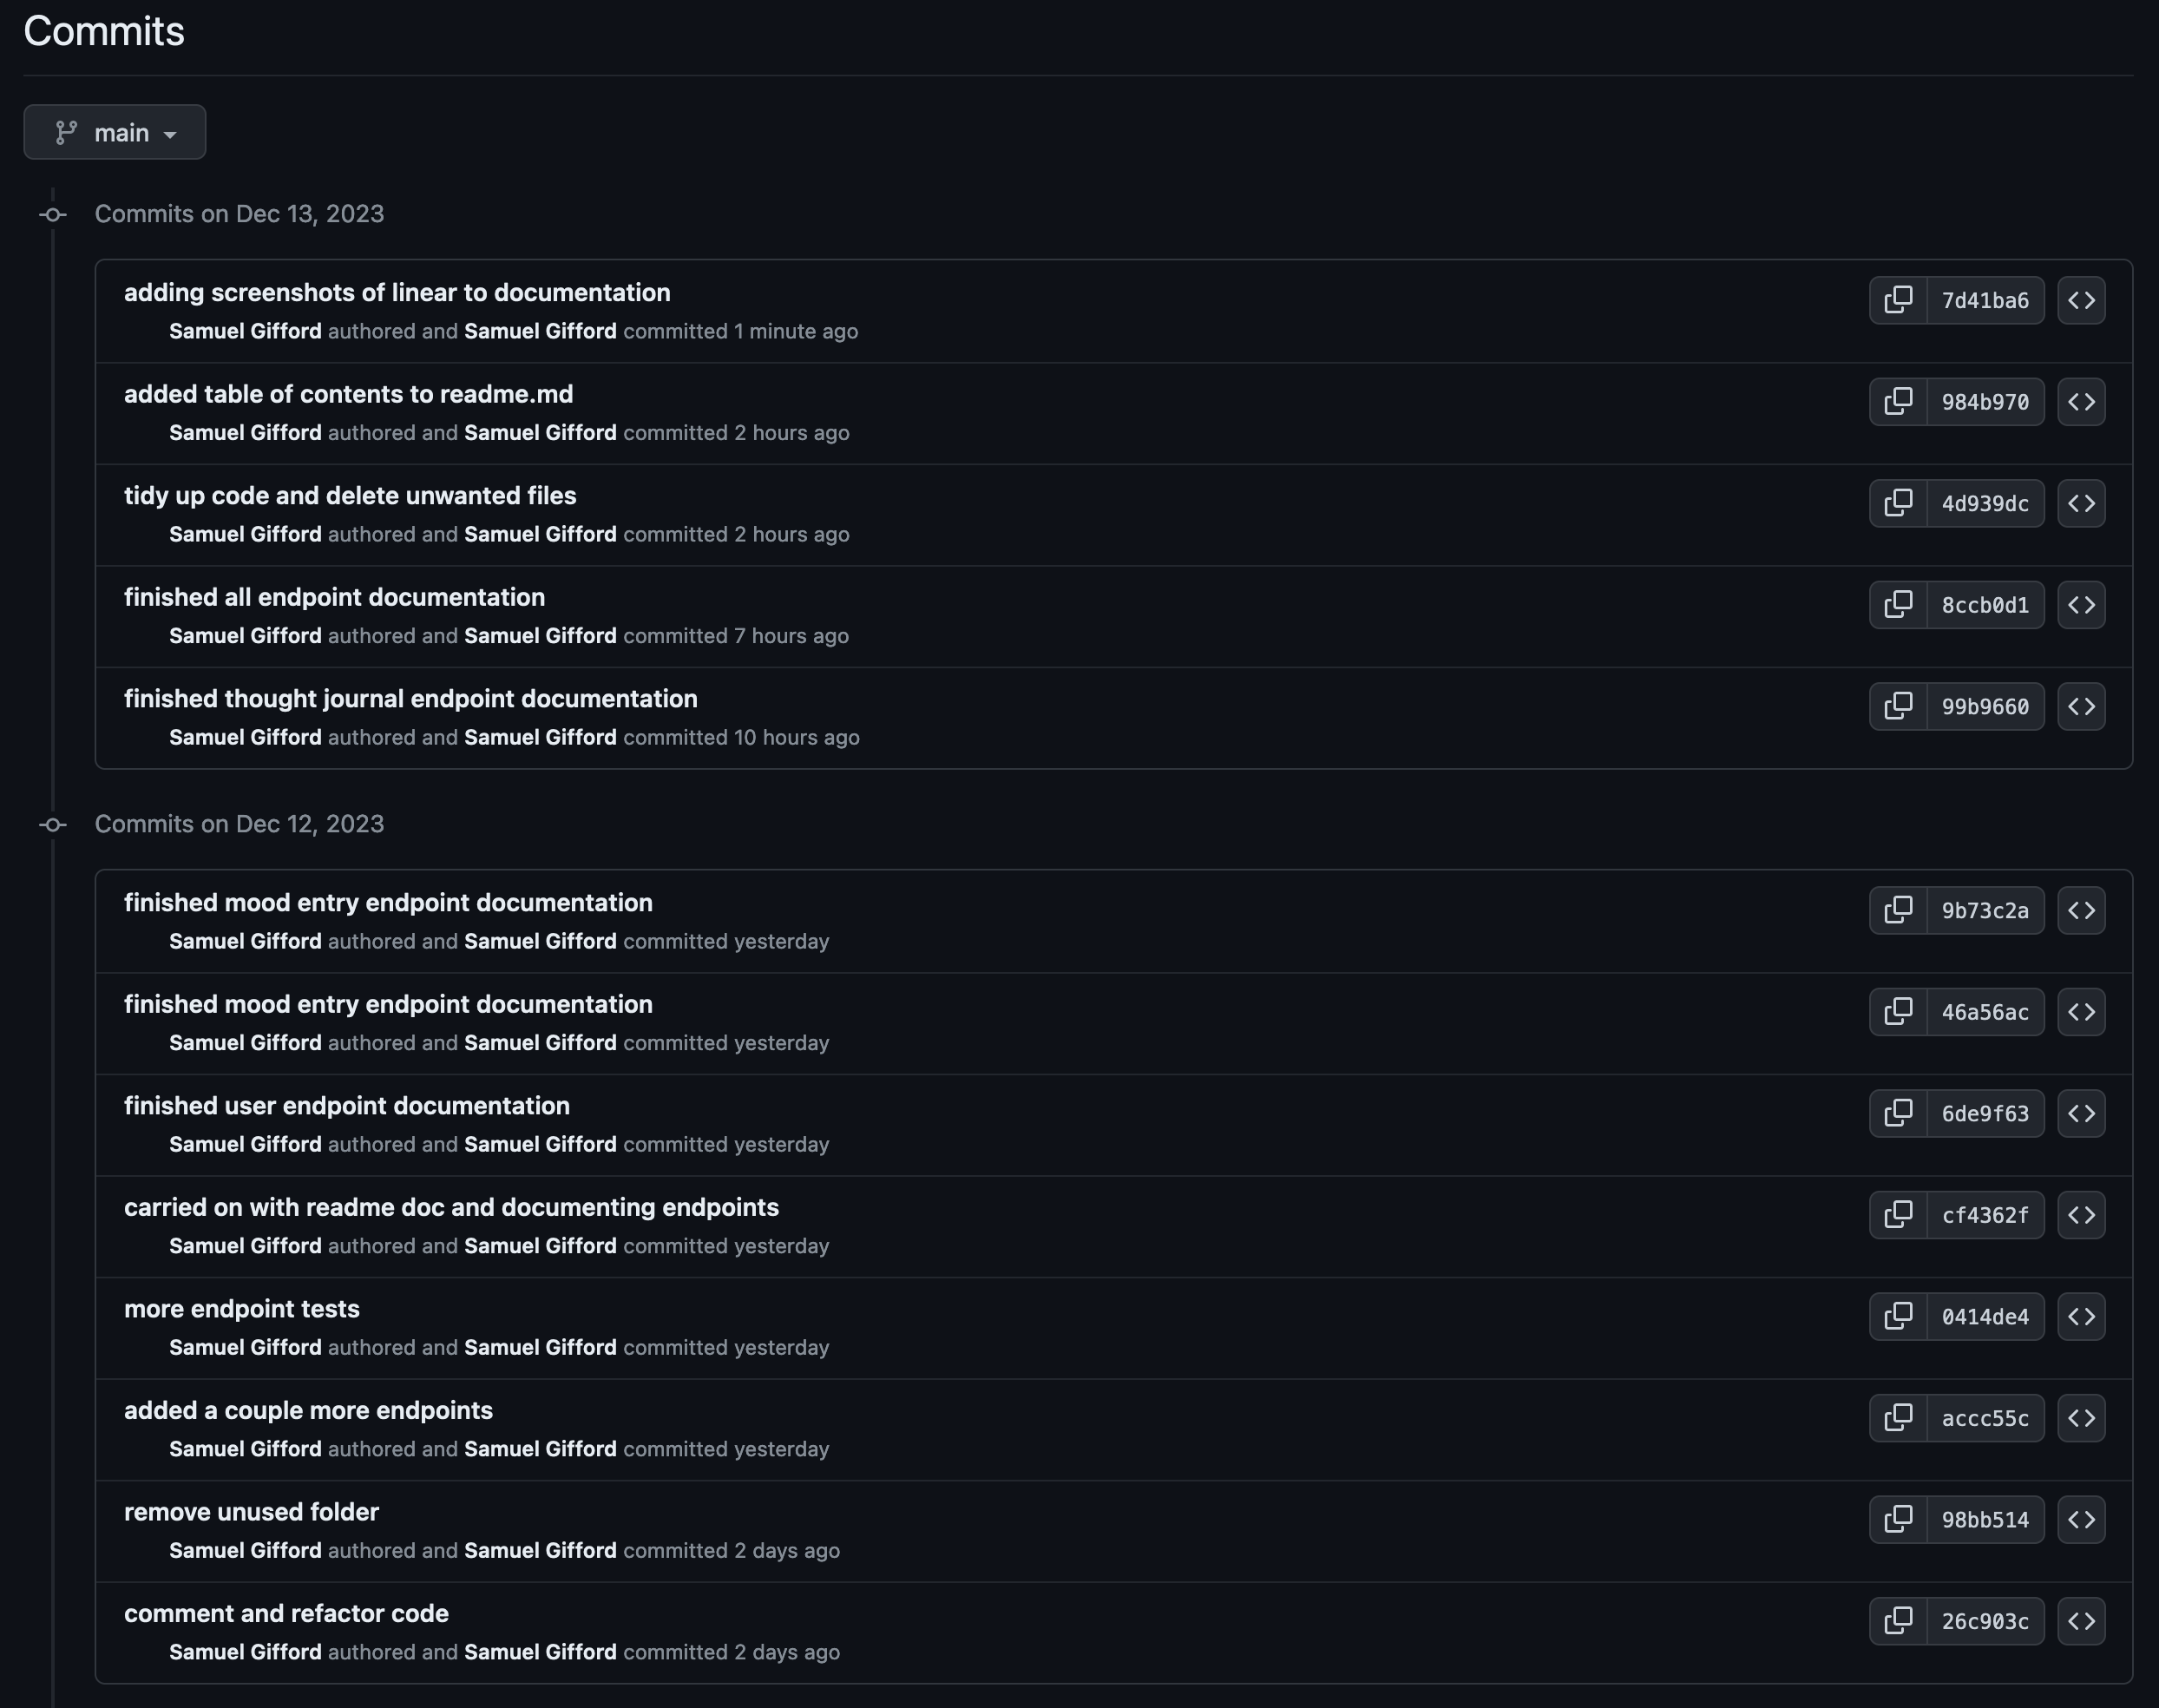 Commits
main
Commits on Dec 13, 2023
adding screenshots of linear to documentation
7d41ba6
Samuel Gifford authored and Samuel Gifford committed 1 minute ago
added table of contents to readme.md
984b970
Samuel Gifford authored and Samuel Gifford committed 2 hours ago
tidy up code and delete unwanted files
4d939dc
Samuel Gifford authored and Samuel Gifford committed 2 hours ago
finished all endpoint documentation
8ccb0d1
Samuel Gifford authored and Samuel Gifford committed 7 hours ago
finished thought journal endpoint documentation
99b9660
Samuel Gifford authored and Samuel Gifford committed 10 hours ago
Commits on Dec 12, 2023
finished mood entry endpoint documentation
9b73c2a
Samuel Gifford authored and Samuel Gifford committed yesterday
finished mood entry endpoint documentation
46a56ac
Samuel Gifford authored and Samuel Gifford committed yesterday
finished user endpoint documentation
6de9f63
Samuel Gifford authored and Samuel Gifford committed yesterday
carried on with readme doc and documenting endpoints
cf4362f
Samuel Gifford authored and Samuel Gifford committed yesterday
more endpoint tests
0414de4
Samuel Gifford authored and Samuel Gifford committed yesterday
added a couple more endpoints
accc55c
Samuel Gifford authored and Samuel Gifford committed yesterday
remove unused folder
98bb514
Samuel Gifford authored and Samuel Gifford committed 2 days ago
comment and refactor code
26c903c
Samuel Gifford authored and Samuel Gifford committed 2 days ago